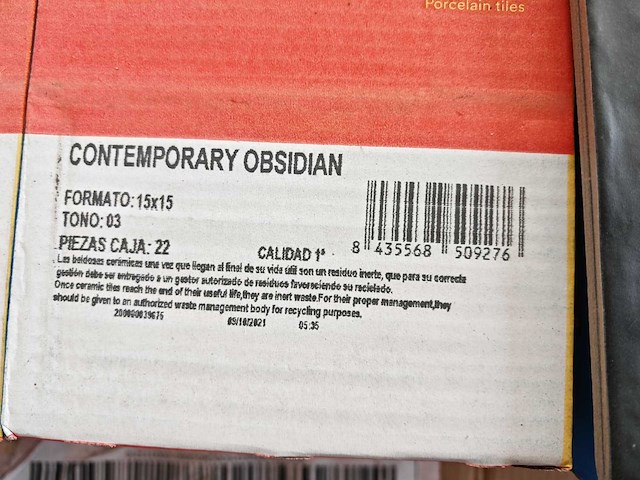 Porcelain tiles
CONTEMPORARY OBSIDIAN
FORMATO: 15x15
TONO: 03
PIEZAS CAJA: 22
CALIDAD 1ª
8 435568 509276
Las baldosas cerámicas una vez que llegan al final de su vida útil son un residuo inerte, que para su correcta
gestión debe ser entregado a un gestor autorizado de residuos favoreciendo su reciclado.
Once ceramic tiles reach the end of their useful life,they are inert waste.For their proper management,they
should be given to an authorized waste management body for recycling purposes.
200000039675 09/10/2021 05:35